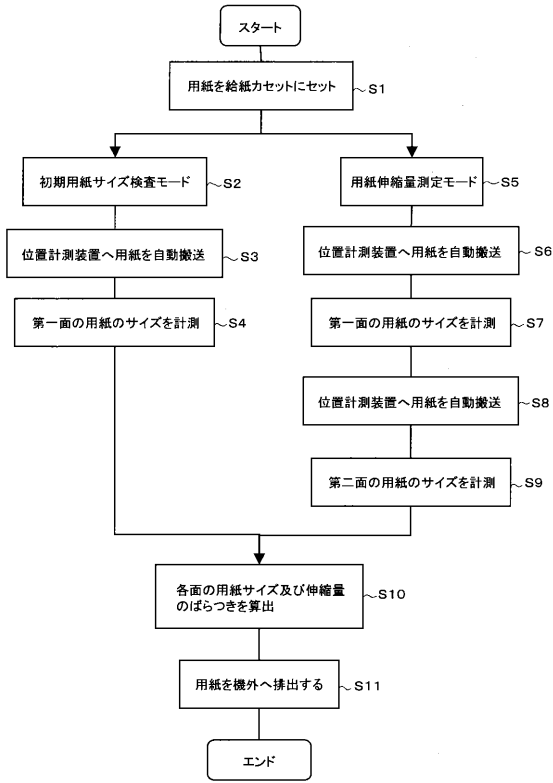 スタート
用紙を給紙カセットにセット
S1
初期用紙サイズ検査モード
S2
位置計測装置へ用紙を自動搬送
S3
第一面の用紙のサイズを計測
S4
用紙伸縮量測定モード
S5
位置計測装置へ用紙を自動搬送
S6
第一面の用紙のサイズを計測
S7
位置計測装置へ用紙を自動搬送
S8
第二面の用紙のサイズを計測
S9
各面の用紙サイズ及び伸縮量
のばらつきを算出
S10
用紙を機外へ排出する
S11
エンド